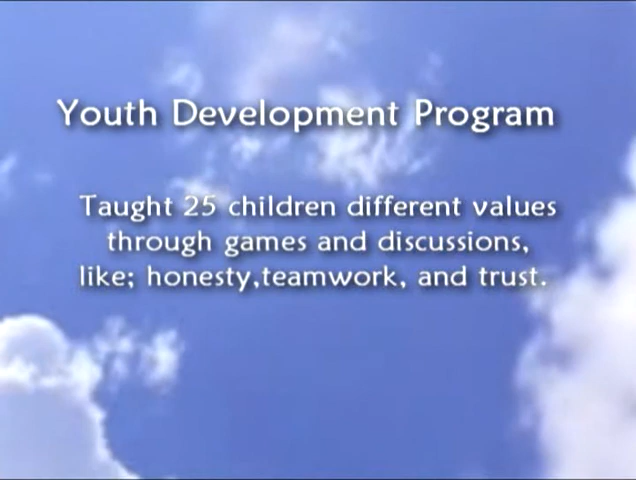 Youth Development Program
Taught 25 children different values
through games and discussions,
like; honesty,teamwork, and trust.